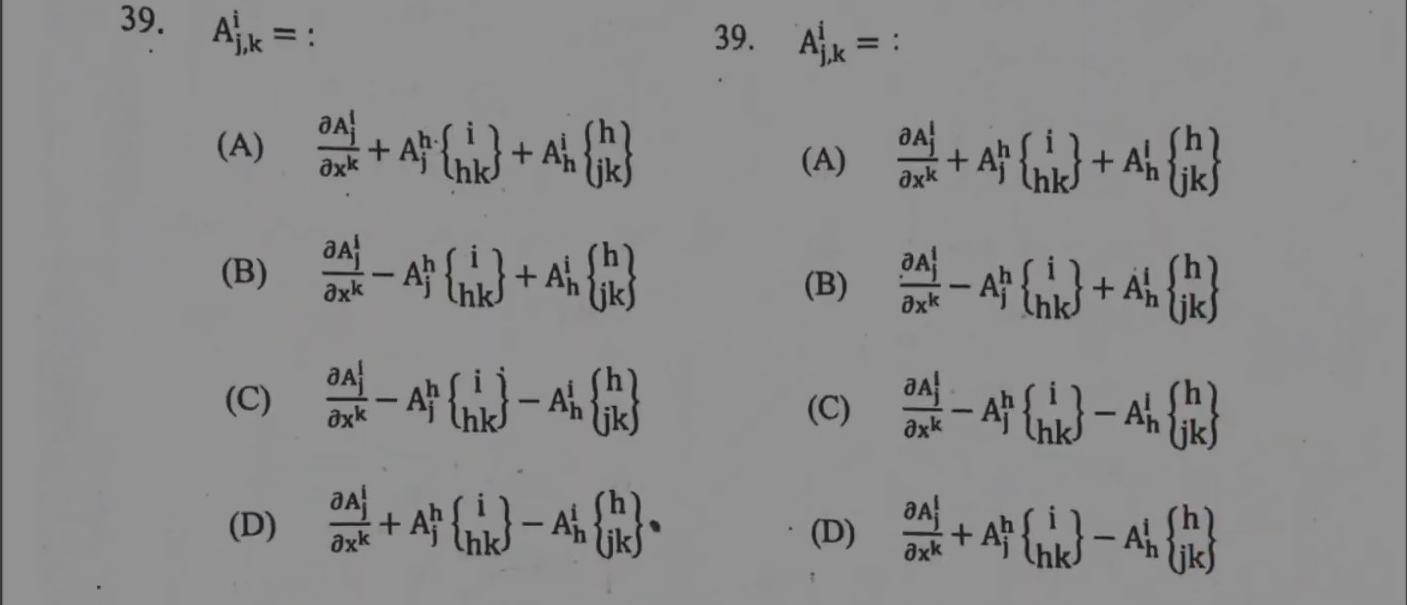 39. A^i_{j,k} = :
(A) ∂A^i_j/∂x^k + A^h_j {i hk} + A^i_h {h jk}
(B) ∂A^i_j/∂x^k − A^h_j {i hk} + A^i_h {h jk}
(C) ∂A^i_j/∂x^k − A^h_j {i hk} − A^i_h {h jk}
(D) ∂A^i_j/∂x^k + A^h_j {i hk} − A^i_h {h jk}
39. A^i_{j,k} = :
(A) ∂A^i_j/∂x^k + A^h_j {i hk} + A^i_h {h jk}
(B) ∂A^i_j/∂x^k − A^h_j {i hk} + A^i_h {h jk}
(C) ∂A^i_j/∂x^k − A^h_j {i hk} − A^i_h {h jk}
(D) ∂A^i_j/∂x^k + A^h_j {i hk} − A^i_h {h jk}